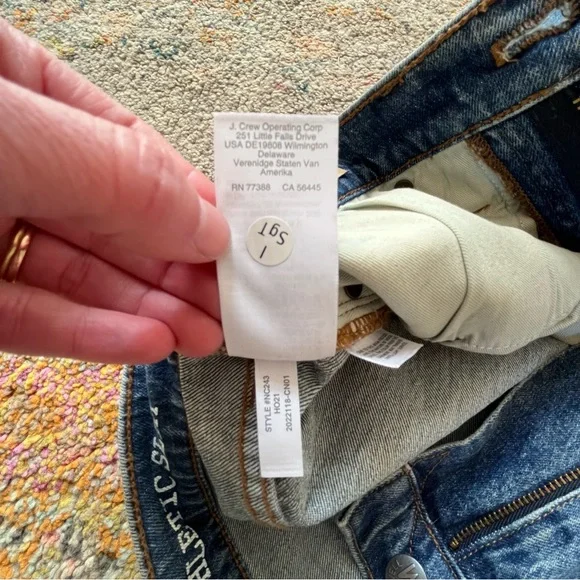 J. Crew Operating Corp
251 Little Falls Drive
USA DE19808 Wilmington
Delaware
Verenidge Staten Van
Amerika
RN 77388 CA 56445
STYLE #NC243
HO21
2022118-CN01